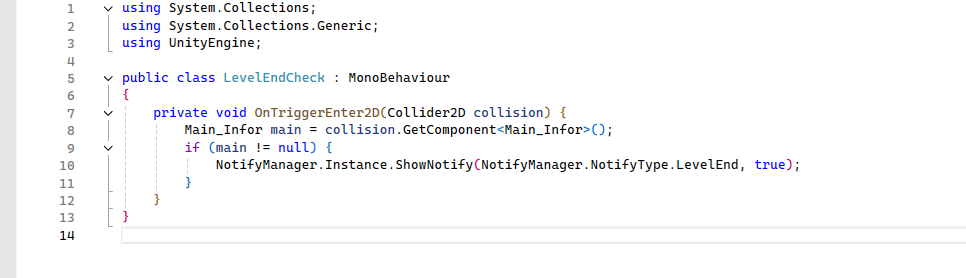 1 using System.Collections;
2 using System.Collections.Generic;
3 using UnityEngine;
4
5 public class LevelEndCheck : MonoBehaviour
6 {
7     private void OnTriggerEnter2D(Collider2D collision) {
8         Main_Infor main = collision.GetComponent<Main_Infor>();
9         if (main != null) {
10             NotifyManager.Instance.ShowNotify(NotifyManager.NotifyType.LevelEnd, true);
11         }
12     }
13 }
14